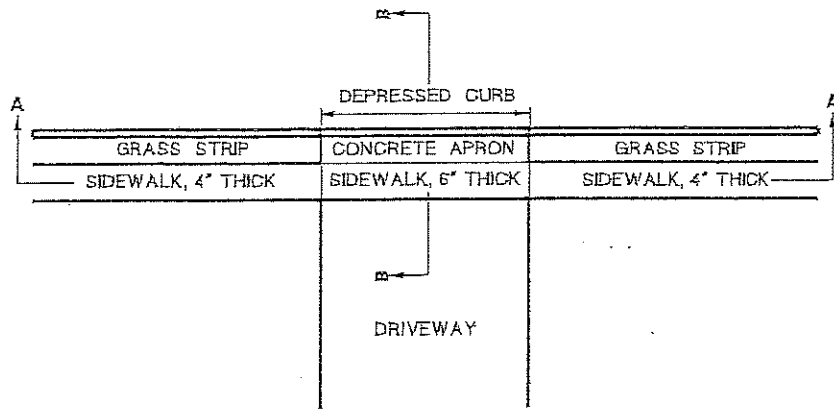 B
DEPRESSED CURB
A A
GRASS STRIP CONCRETE APRON GRASS STRIP
SIDEWALK, 4" THICK SIDEWALK, 6" THICK SIDEWALK, 4" THICK
B
DRIVEWAY